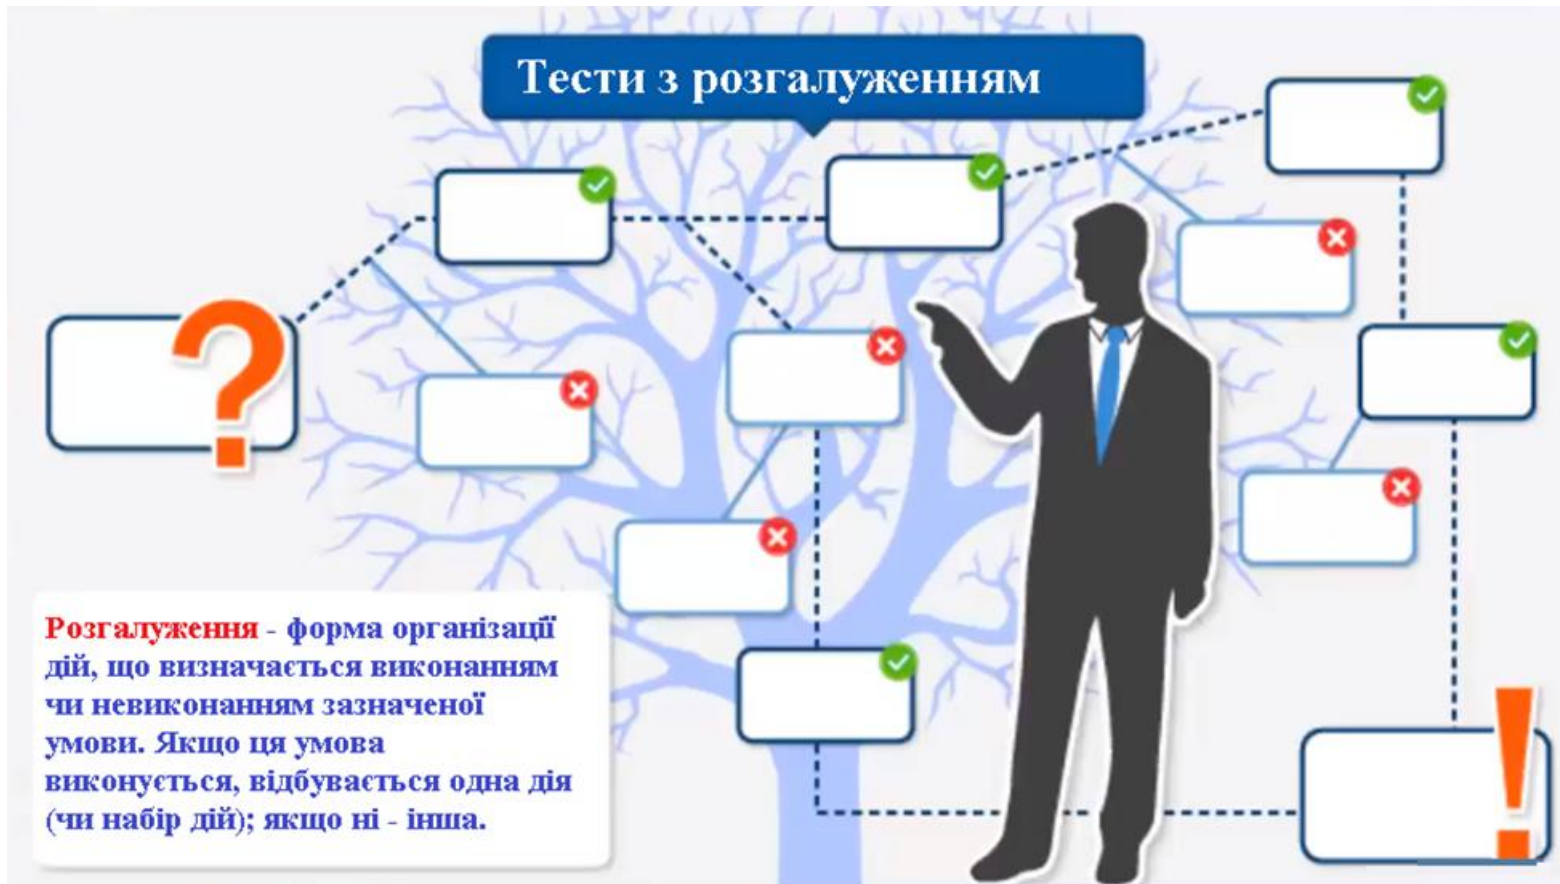 Тести з розгалуженням
?
Розгалуження - форма організації
дій, що визначається виконанням
чи невиконанням зазначеної
умови. Якщо ця умова
виконується, відбувається одна дія
(чи набір дій); якщо ні - інша.
!